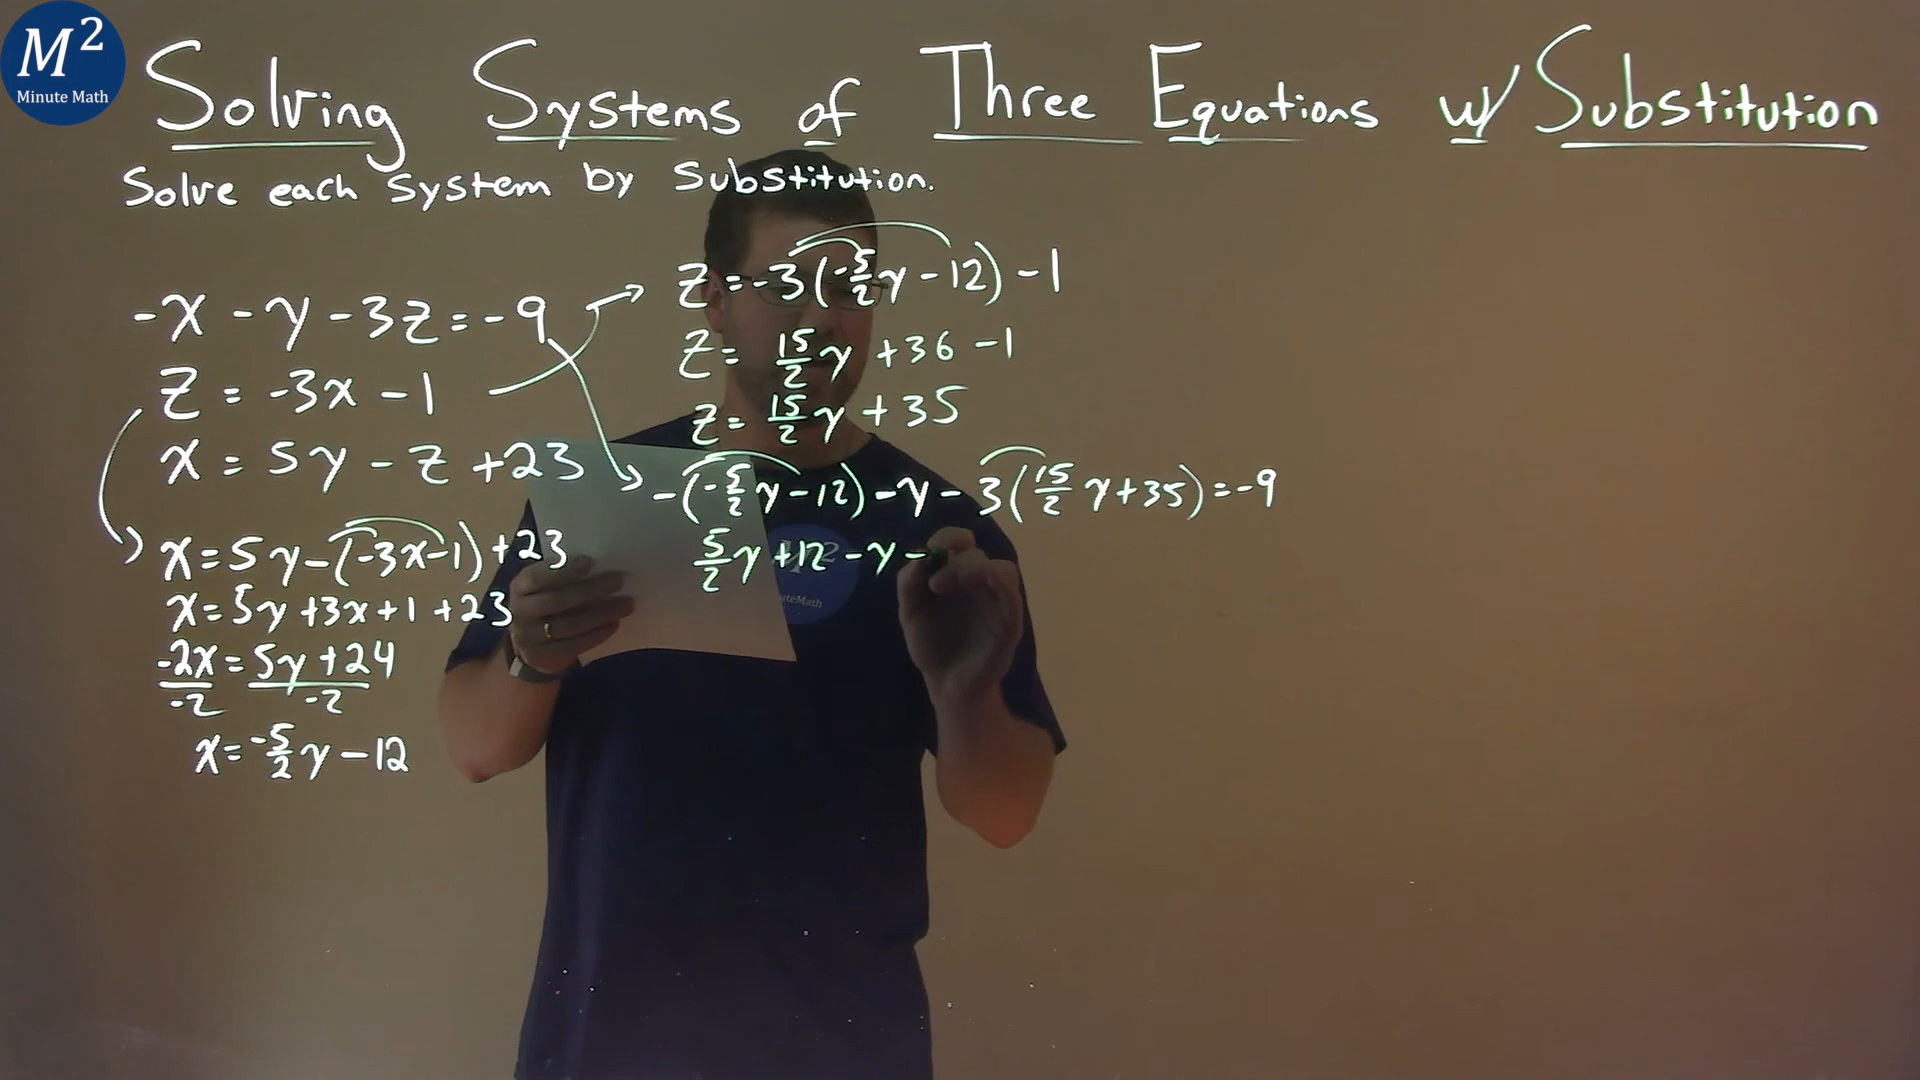 M²
Minute Math
Solving Systems of Three Equations w/ Substitution
Solve each system by substitution.
-x - y - 3z = -9
z = -3x - 1
x = 5y - z + 23
x = 5y - (-3x - 1) + 23
x = 5y + 3x + 1 + 23
-2x = 5y + 24
-2 -2
x = -5/2 y - 12
z = -3(-5/2 y - 12) - 1
z = 15/2 y + 36 - 1
z = 15/2 y + 35
-(-5/2 y - 12) - y - 3(15/2 y + 35) = -9
5/2 y + 12 - y -